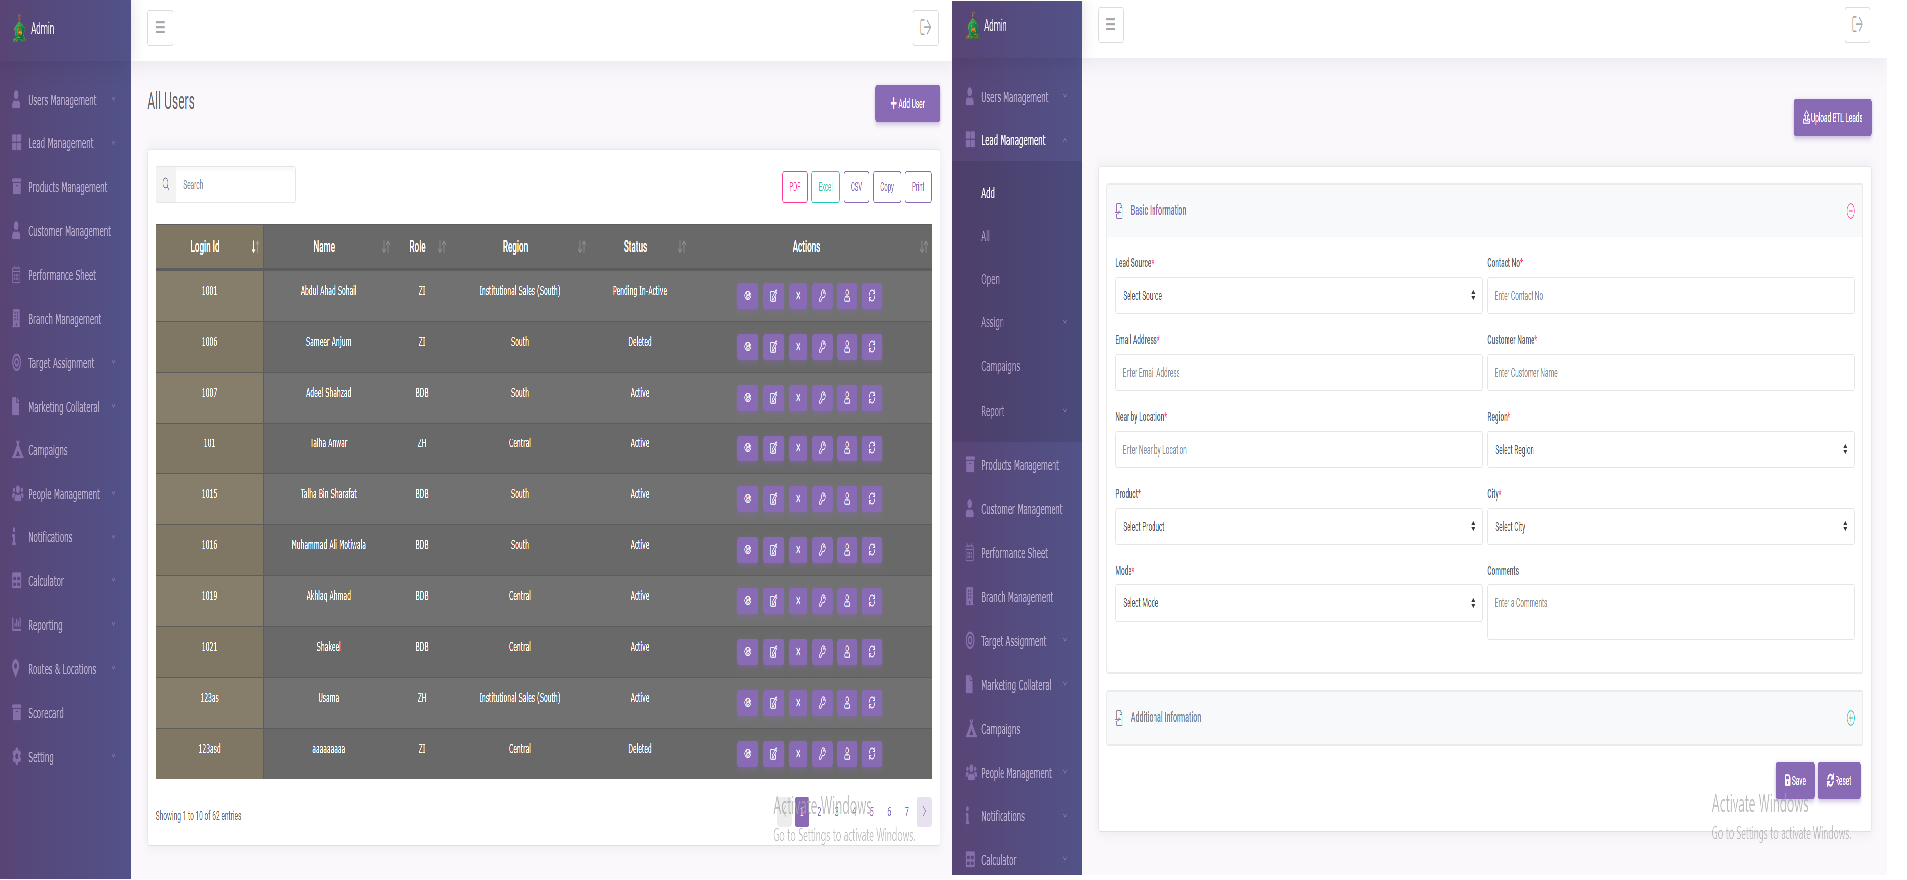 Admin
Users Management
Lead Management
Products Management
Customer Management
Performance Sheet
Branch Management
Target Assignment
Marketing Collateral
Campaigns
People Management
Notifications
Calculator
Reporting
Routes & Locations
Scorecard
Setting
All Users
Add User
Search
PDF Excel CSV Copy Print
Login Id Name Role Region Status Actions
1001 Abdul Ahad Sohail ZI Institutional Sales (South) Pending In-Active
1006 Sameer Anjum ZI South Deleted
1007 Adeel Shahzad BDB South Active
101 Talha Anwar ZH Central Active
1015 Talha Bin Sharafat BDB South Active
1016 Muhammad Ali Motiwala BDB South Active
1019 Akhlaq Ahmad BDB Central Active
1021 Shakeel BDB Central Active
123as Usama ZH Institutional Sales (South) Active
123asd aaaaaaaaa ZI Central Deleted
Showing 1 to 10 of 62 entries
1 2 3 4 5 6 7
Activate Windows
Go to Settings to activate Windows.
Admin
Users Management
Lead Management
Add
All
Open
Assign
Campaigns
Report
Products Management
Customer Management
Performance Sheet
Branch Management
Target Assignment
Marketing Collateral
Campaigns
People Management
Notifications
Calculator
Upload BTL Leads
Basic Information
Lead Source* Contact No*
Select Source Enter Contact No
Email Address* Customer Name*
Enter Email Address Enter Customer Name
Near by Location* Region*
Enter Near by Location Select Region
Product* City*
Select Product Select City
Mode* Comments
Select Mode Enter a Comments
Additional Information
Save Reset
Activate Windows
Go to Settings to activate Windows.